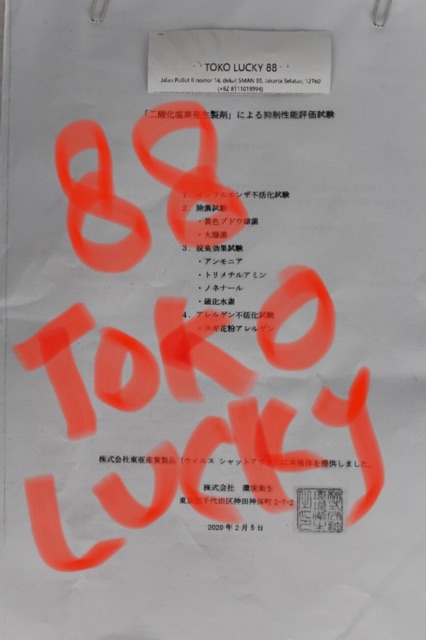 TOKO LUCKY 88
Jalan II nomor 14, dekat SMAN 55, Jakarta Selatan, 12760
(+62 8111019994)
「二酸化塩素発生製剤」による抑制性能評価試験
88
1．インフルエンザ不活化試験
2．除菌試験
・黄色ブドウ球菌
・大腸菌
3．脱臭効果試験
・アンモニア
・トリメチルアミン
・ノネナール
・硫化水素
4．アレルゲン不活化試験
・スギ花粉アレルゲン
TOKO
LUCKY
株式会社東亜産業製品（ウイルス シャットアウト）検体を提供しました。
株式会社 環境衛生
東京都千代田区神田神保町
2020年2月5日